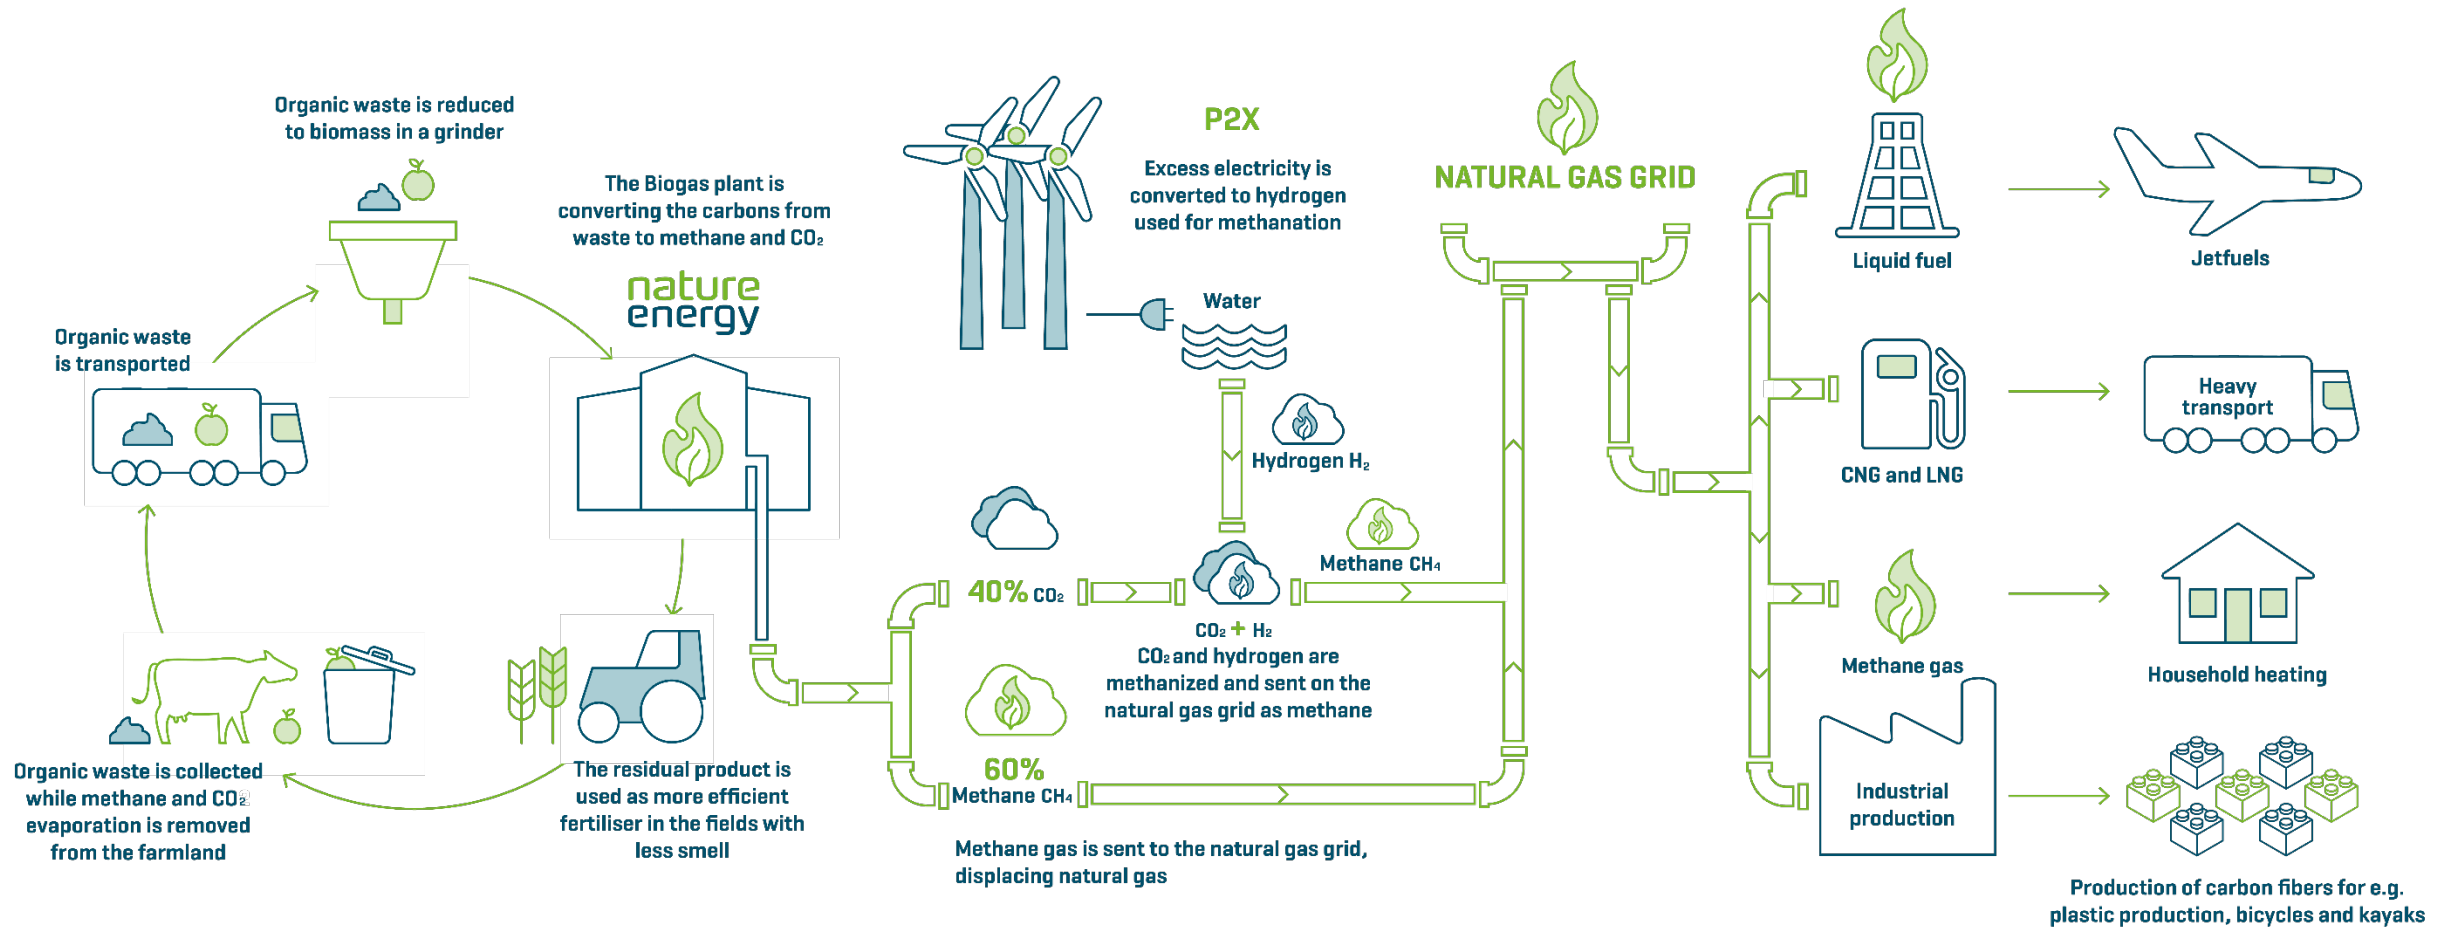 Organic waste is reduced
to biomass in a grinder
Organic waste
is transported
Organic waste is collected
while methane and CO₂
evaporation is removed
from the farmland
The Biogas plant is
converting the carbons from
waste to methane and CO₂
nature
energy
The residual product is
used as more efficient
fertiliser in the fields with
less smell
P2X
Excess electricity is
converted to hydrogen
used for methanation
Water
Hydrogen H₂
40% CO₂
Methane CH₄
CO₂ + H₂
CO₂ and hydrogen are
methanized and sent on the
natural gas grid as methane
60%
Methane CH₄
Methane gas is sent to the natural gas grid,
displacing natural gas
NATURAL GAS GRID
Liquid fuel
Jetfuels
CNG and LNG
Heavy
transport
Methane gas
Household heating
Industrial
production
Production of carbon fibers for e.g.
plastic production, bicycles and kayaks